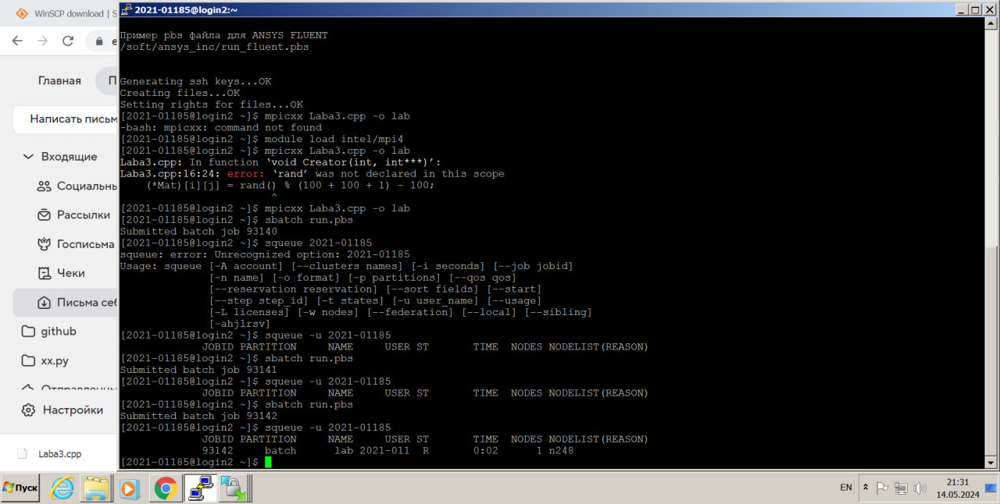 WinSCP download | S
Главная
П
Написать письм
Входящие
Социальны
Рассылки
Госписьма
Чеки
Письма себ
github
xx.py
Отправленны
Настройки
Laba3.cpp
2021-01185@login2:~
Пример pbs файла для ANSYS FLUENT
/soft/ansys_inc/run_fluent.pbs
Generating ssh keys...OK
Creating files...OK
Setting rights for files...OK
[2021-01185@login2 ~]$ mpicxx Laba3.cpp -o lab
-bash: mpicxx: command not found
[2021-01185@login2 ~]$ module load intel/mpi4
[2021-01185@login2 ~]$ mpicxx Laba3.cpp -o lab
Laba3.cpp: In function ‘void Creator(int, int***)’:
Laba3.cpp:16:24: error: ‘rand’ was not declared in this scope
(*Mat)[i][j] = rand() % (100 + 100 + 1) - 100;
^
[2021-01185@login2 ~]$ mpicxx Laba3.cpp -o lab
[2021-01185@login2 ~]$ sbatch run.pbs
Submitted batch job 93140
[2021-01185@login2 ~]$ squeue 2021-01185
squeue: error: Unrecognized option: 2021-01185
Usage: squeue [-A account] [--clusters names] [-i seconds] [--job jobid]
[-n name] [-o format] [-p partitions] [--qos qos]
[--reservation reservation] [--sort fields] [--start]
[--step step_id] [-t states] [-u user_name] [--usage]
[-L licenses] [-w nodes] [--federation] [--local] [--sibling]
[-ahjlrsv]
[2021-01185@login2 ~]$ squeue -u 2021-01185
JOBID PARTITION NAME USER ST TIME NODES NODELIST(REASON)
[2021-01185@login2 ~]$ sbatch run.pbs
Submitted batch job 93141
[2021-01185@login2 ~]$ squeue -u 2021-01185
JOBID PARTITION NAME USER ST TIME NODES NODELIST(REASON)
[2021-01185@login2 ~]$ sbatch run.pbs
Submitted batch job 93142
[2021-01185@login2 ~]$ squeue -u 2021-01185
JOBID PARTITION NAME USER ST TIME NODES NODELIST(REASON)
93142 batch lab 2021-011 R 0:02 1 n248
[2021-01185@login2 ~]$
Пуск
EN
21:31
14.05.2024